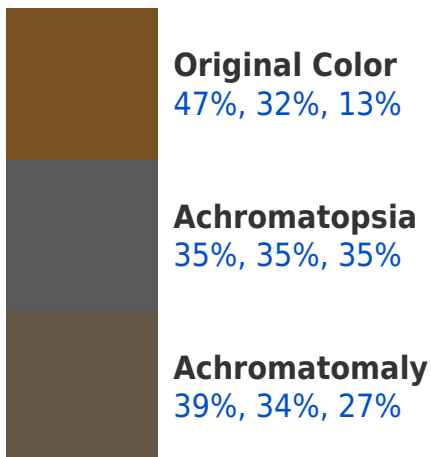 Original Color
47%, 32%, 13%
Achromatopsia
35%, 35%, 35%
Achromatomaly
39%, 34%, 27%